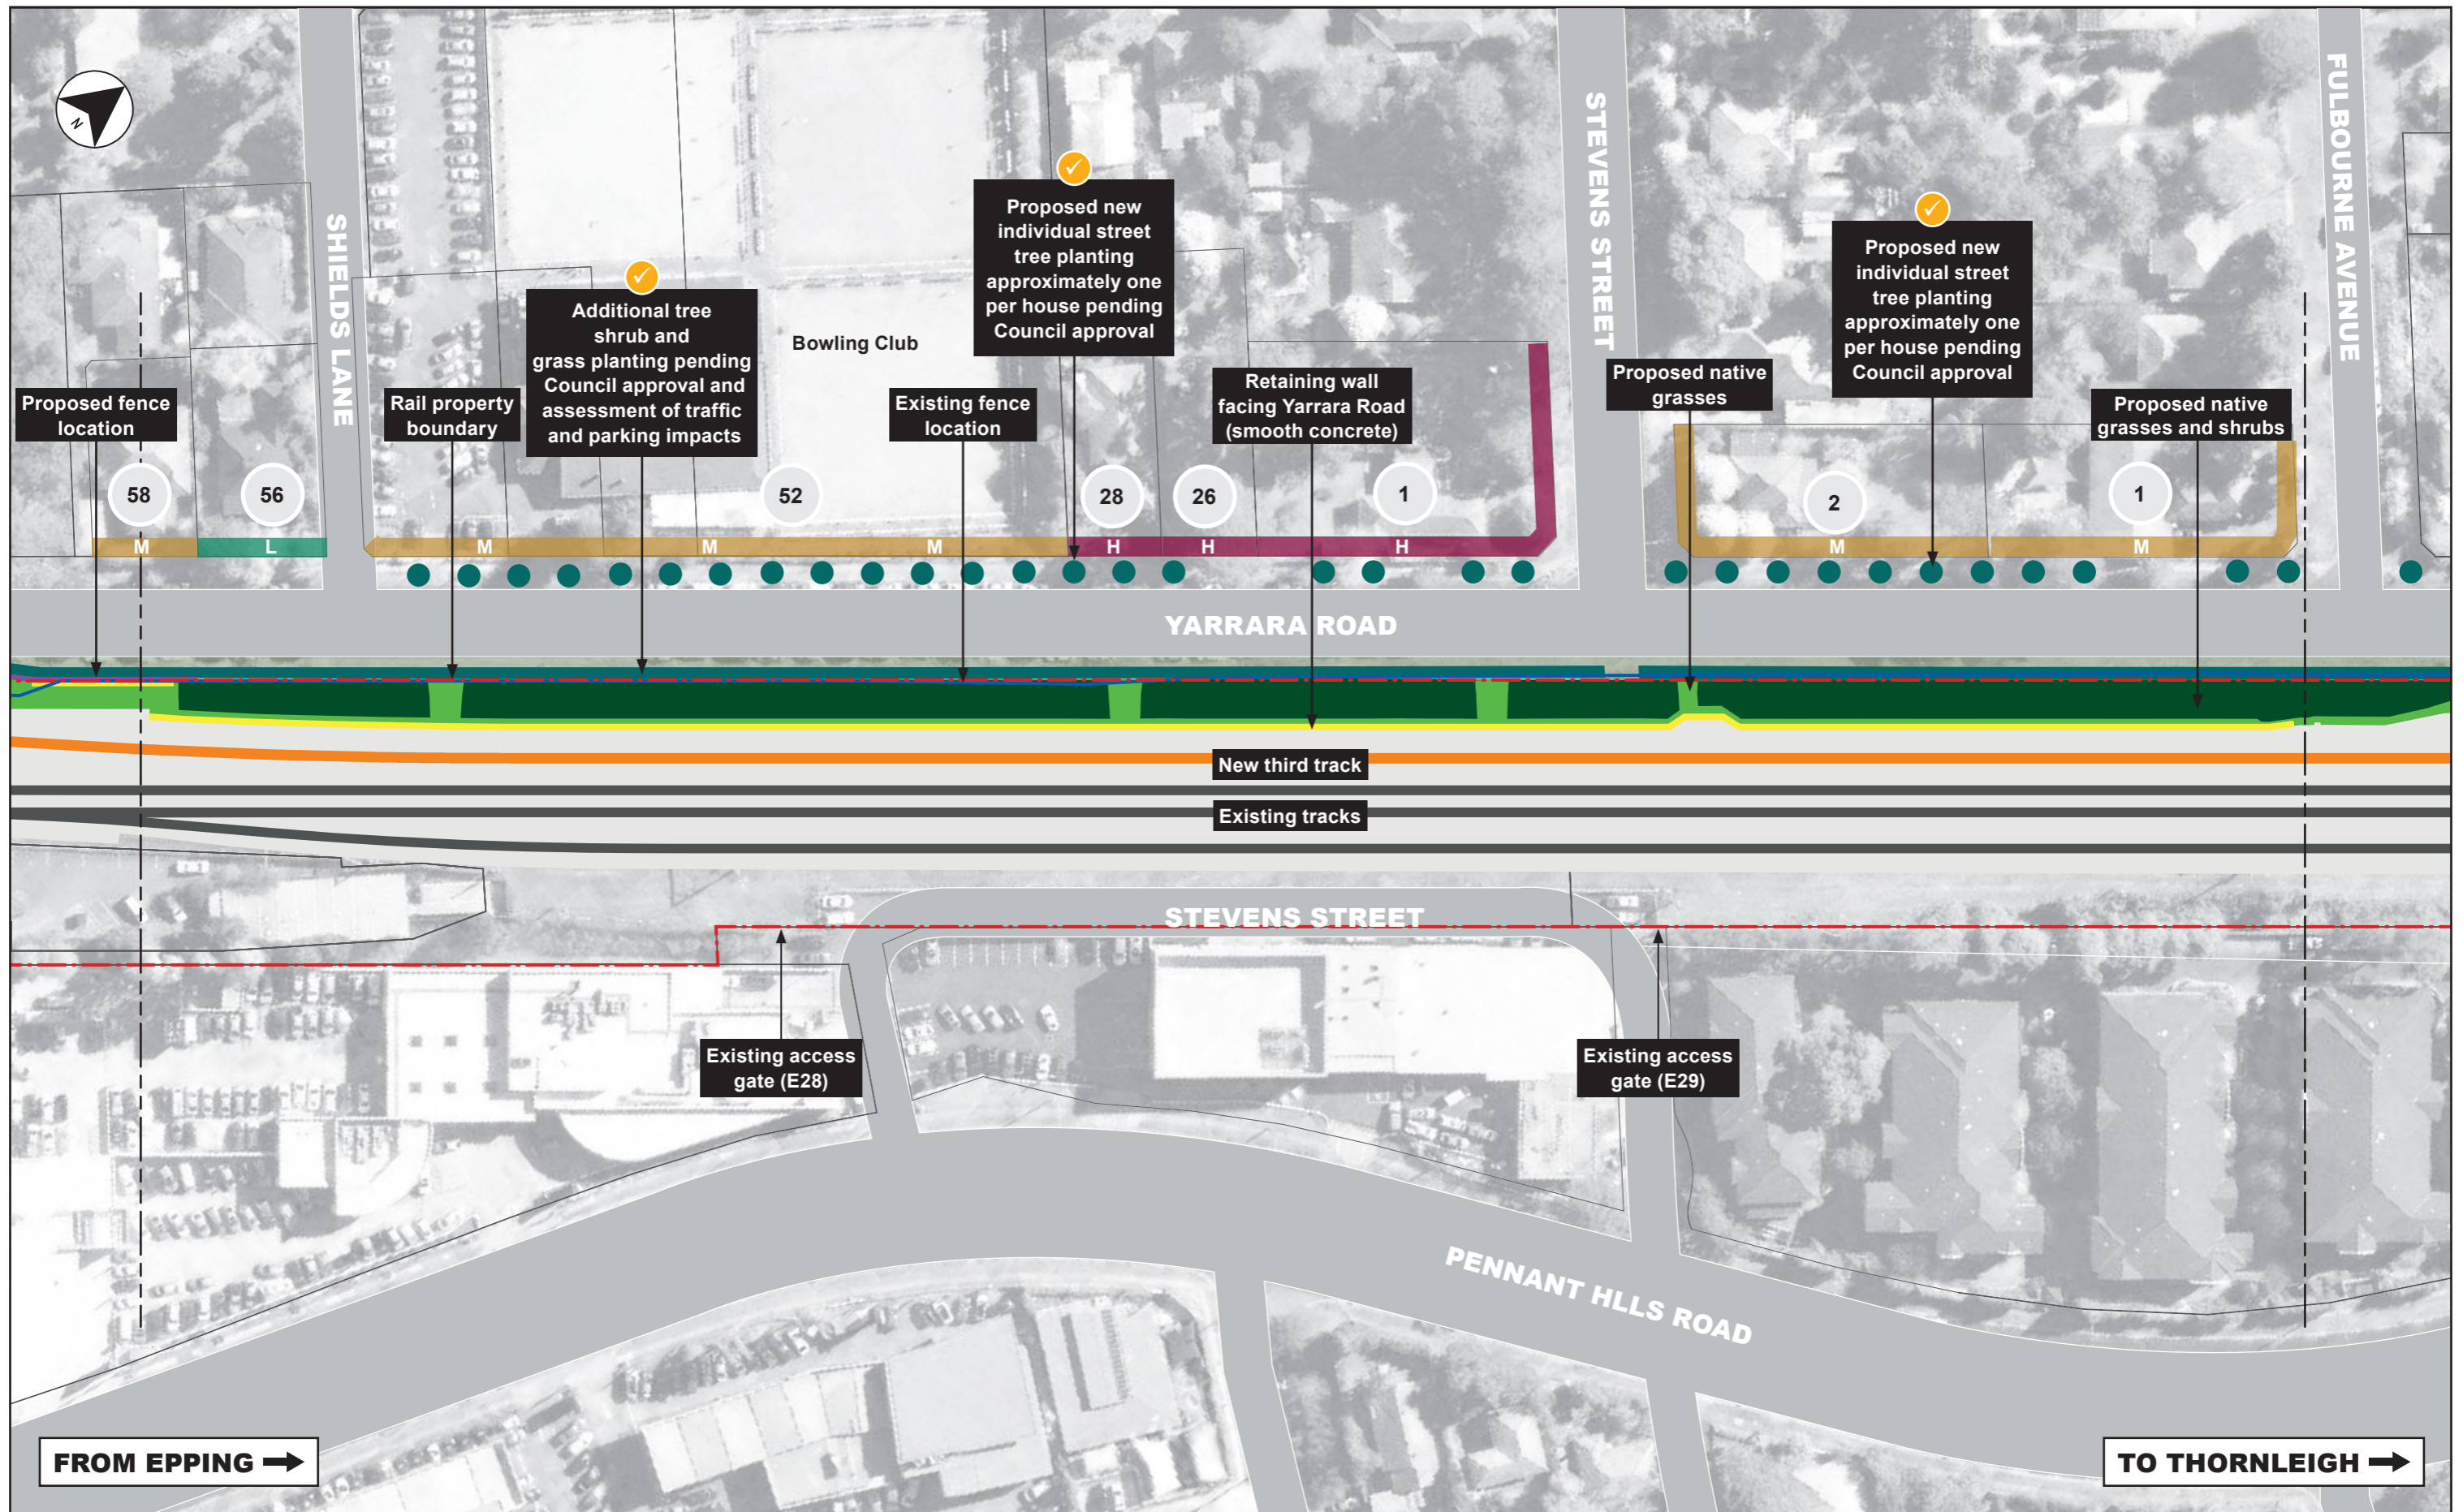 N
SHIELDS LANE
STEVENS STREET
FULBOURNE AVENUE
Proposed new
individual street
tree planting
approximately one
per house pending
Council approval
Proposed new
individual street
tree planting
approximately one
per house pending
Council approval
Additional tree
shrub and
grass planting pending
Council approval and
assessment of traffic
and parking impacts
Bowling Club
Proposed fence
location
Rail property
boundary
Existing fence
location
Retaining wall
facing Yarrara Road
(smooth concrete)
Proposed native
grasses
Proposed native
grasses and shrubs
58
56
52
28
26
1
2
1
M
L
M
M
M
H
H
H
M
M
YARRARA ROAD
New third track
Existing tracks
STEVENS STREET
Existing access
gate (E28)
Existing access
gate (E29)
PENNANT HLLS ROAD
FROM EPPING
TO THORNLEIGH